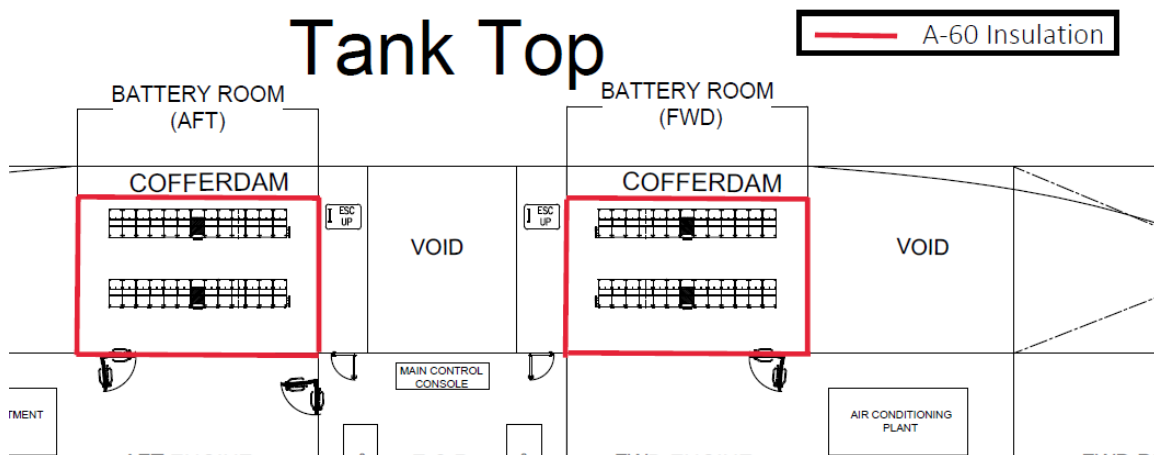 Tank Top
A-60 Insulation
BATTERY ROOM
(AFT)
BATTERY ROOM
(FWD)
COFFERDAM
COFFERDAM
ESC
UP
VOID
ESC
UP
VOID
MAIN CONTROL
CONSOLE
TMENT
AIR CONDITIONING
PLANT